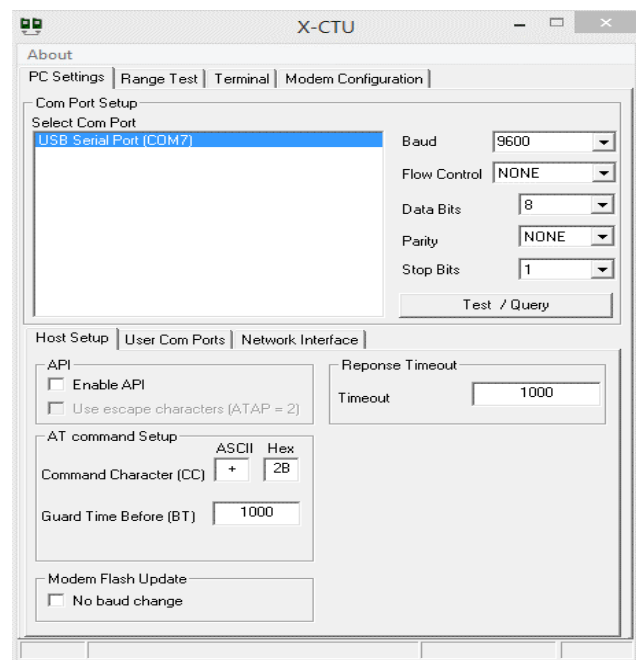 X-CTU
About
PC Settings Range Test Terminal Modem Configuration
Com Port Setup
Select Com Port
USB Serial Port (COM7)
Baud 9600
Flow Control NONE
Data Bits 8
Parity NONE
Stop Bits 1
Test / Query
Host Setup User Com Ports Network Interface
API
Enable API
Use escape characters (ATAP = 2)
Reponse Timeout
Timeout 1000
AT command Setup
ASCII Hex
Command Character (CC) + 2B
Guard Time Before (BT) 1000
Modem Flash Update
No baud change